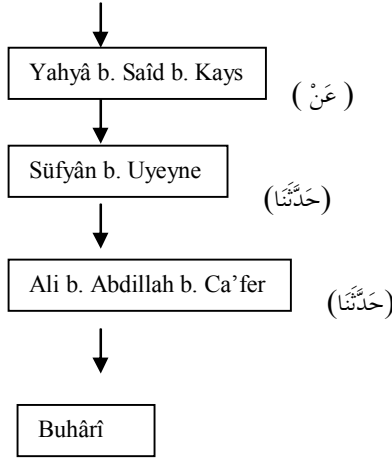 Yahyâ b. Saîd b. Kays
( عَنْ )
Süfyân b. Uyeyne
(حَدَّثَنَا)
Ali b. Abdillah b. Ca’fer
(حَدَّثَنَا)
Buhârî